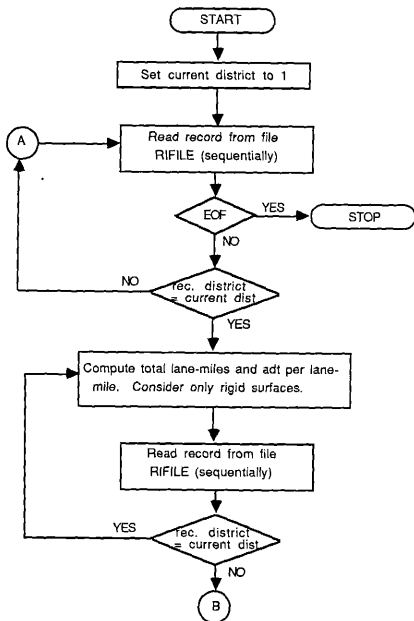 START
Set current district to 1
A
Read record from file
RIFILE (sequentially)
EOF
YES
STOP
NO
NO
rec. district
= current dist
YES
Compute total lane-miles and adt per lane-
mile. Consider only rigid surfaces.
Read record from file
RIFILE (sequentially)
YES
rec. district
= current dist
NO
B